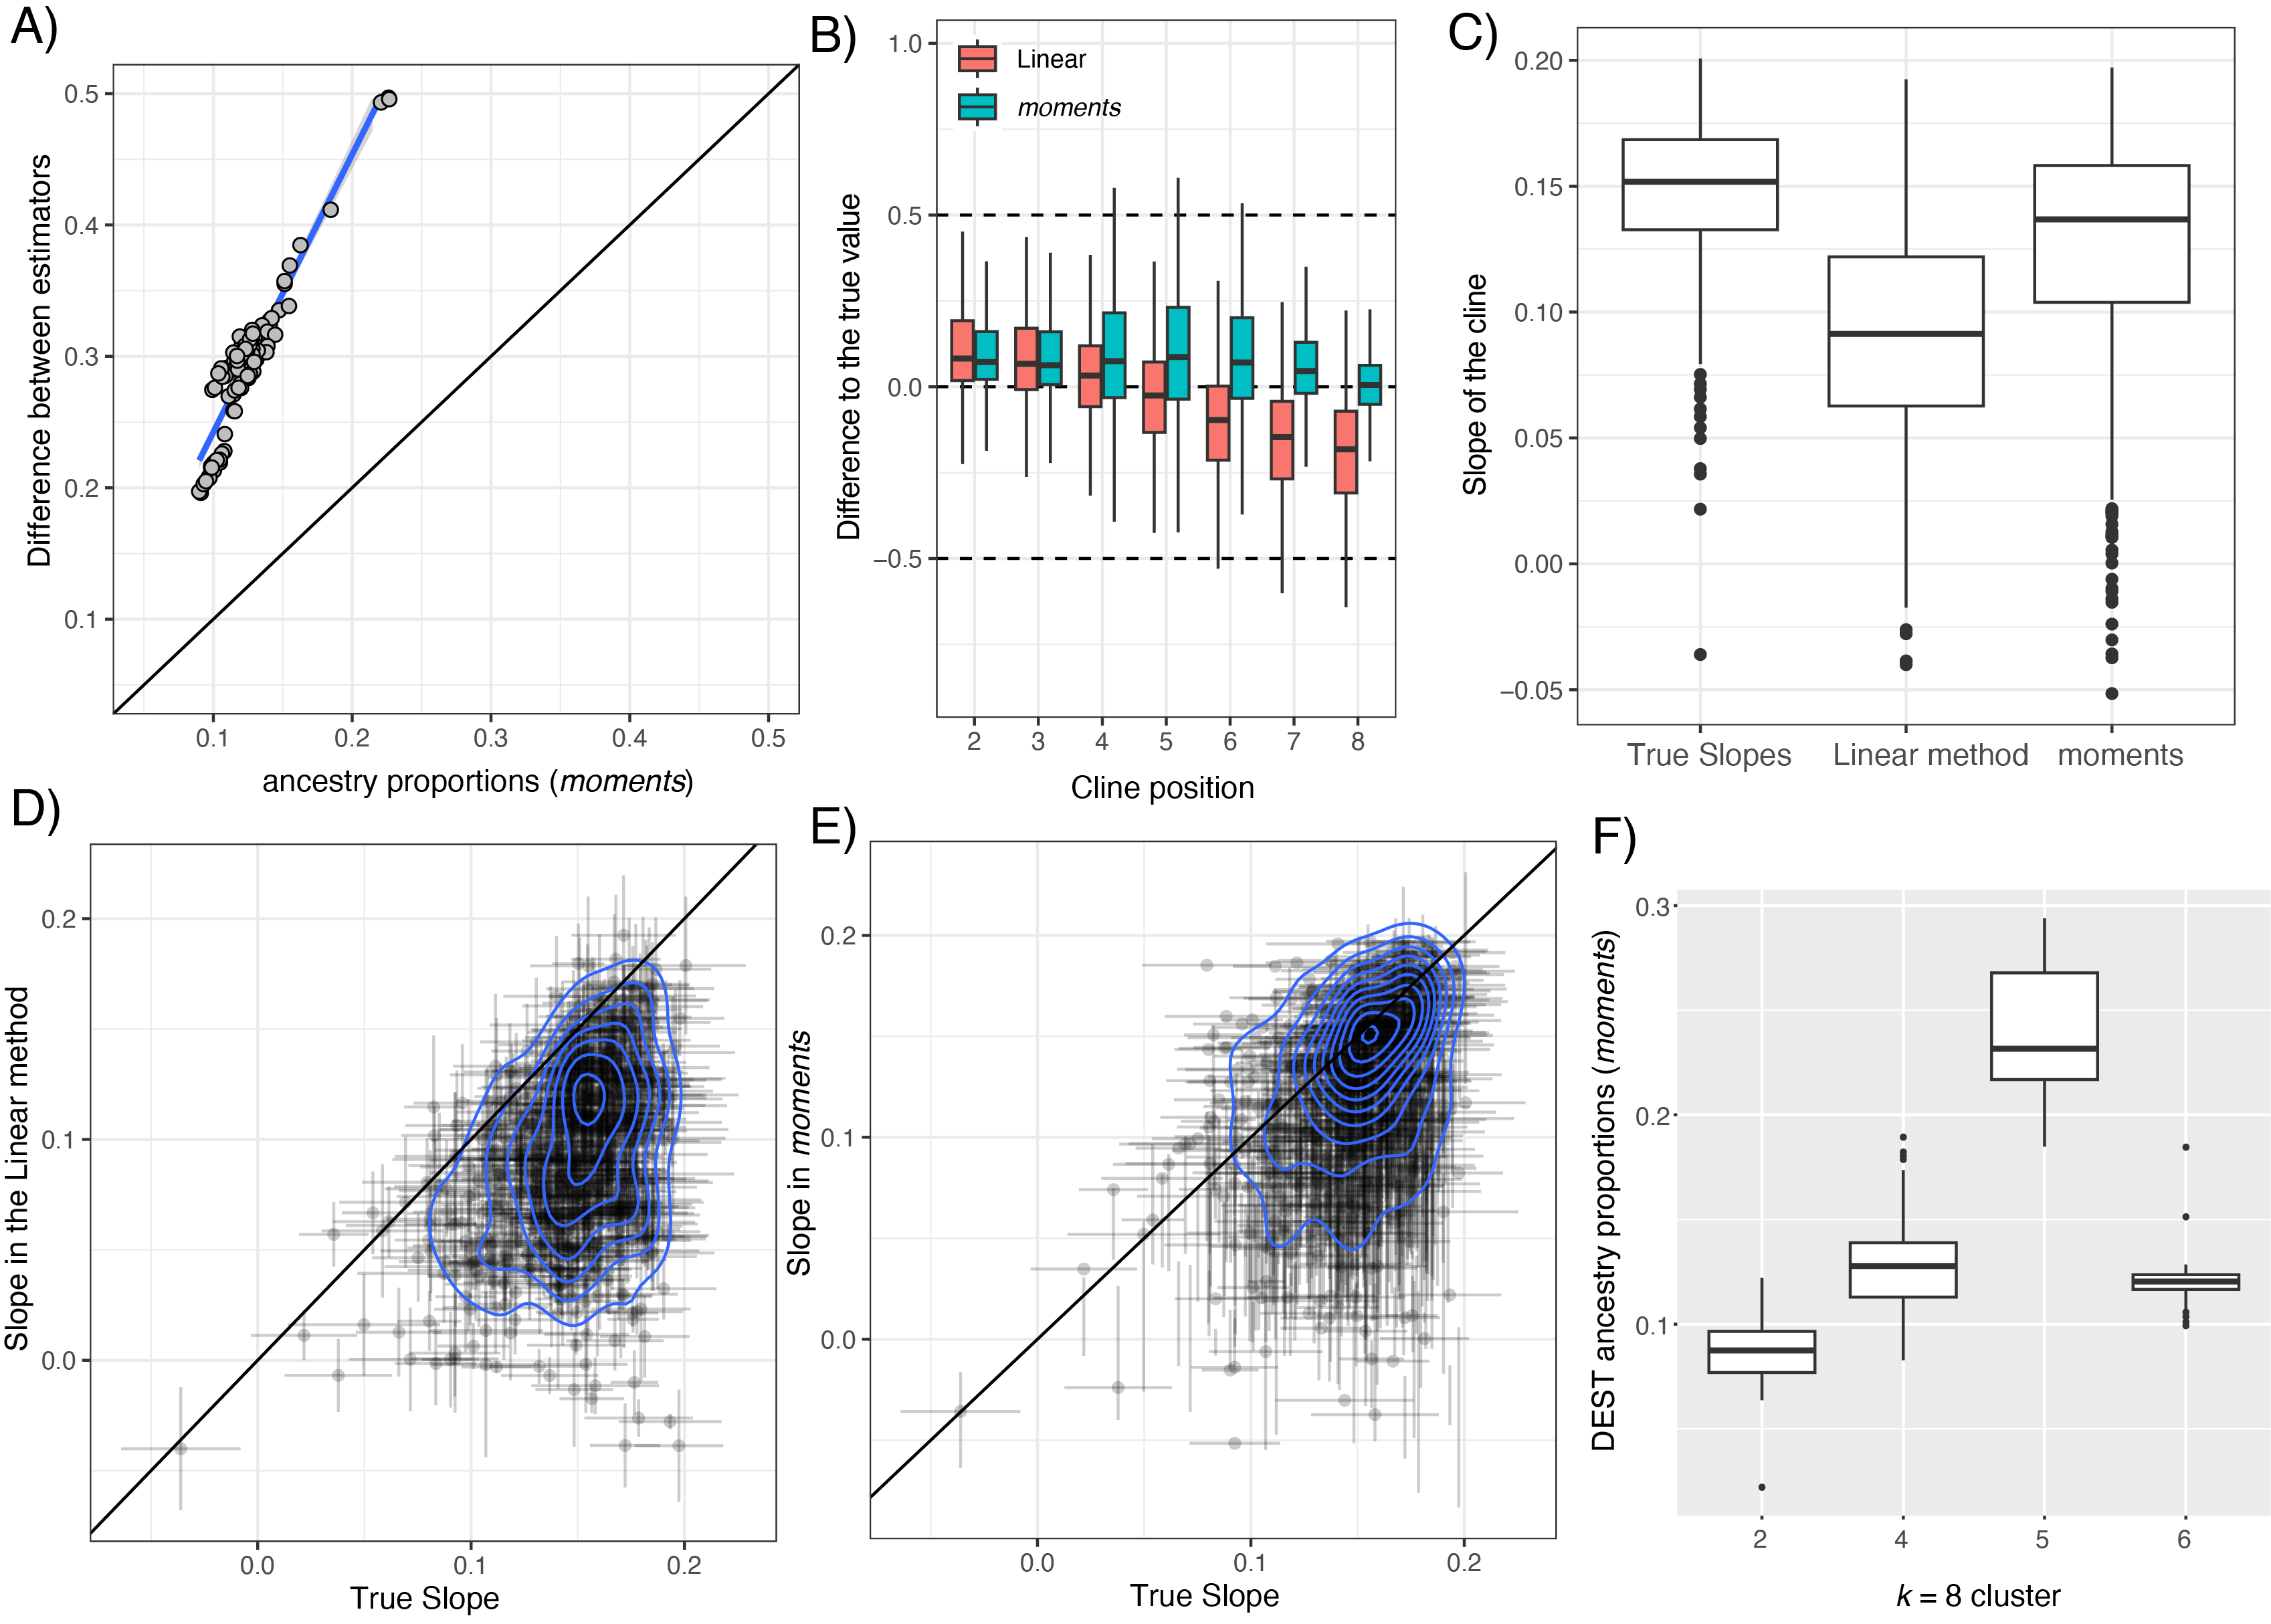 A)
Difference between estimators
0.5
0.4
0.3
0.2
0.1
0.1 0.2 0.3 0.4 0.5
ancestry proportions (moments)
B)
Linear
moments
Difference to the true value
1.0
0.5
0.0
−0.5
2 3 4 5 6 7 8
Cline position
C)
Slope of the cline
0.20
0.15
0.10
0.05
0.00
−0.05
True Slopes Linear method moments
D)
Slope in the Linear method
0.2
0.1
0.0
0.0 0.1 0.2
True Slope
E)
Slope in moments
0.2
0.1
0.0
0.0 0.1 0.2
True Slope
F)
DEST ancestry proportions (moments)
0.3
0.2
0.1
2 4 5 6
k = 8 cluster